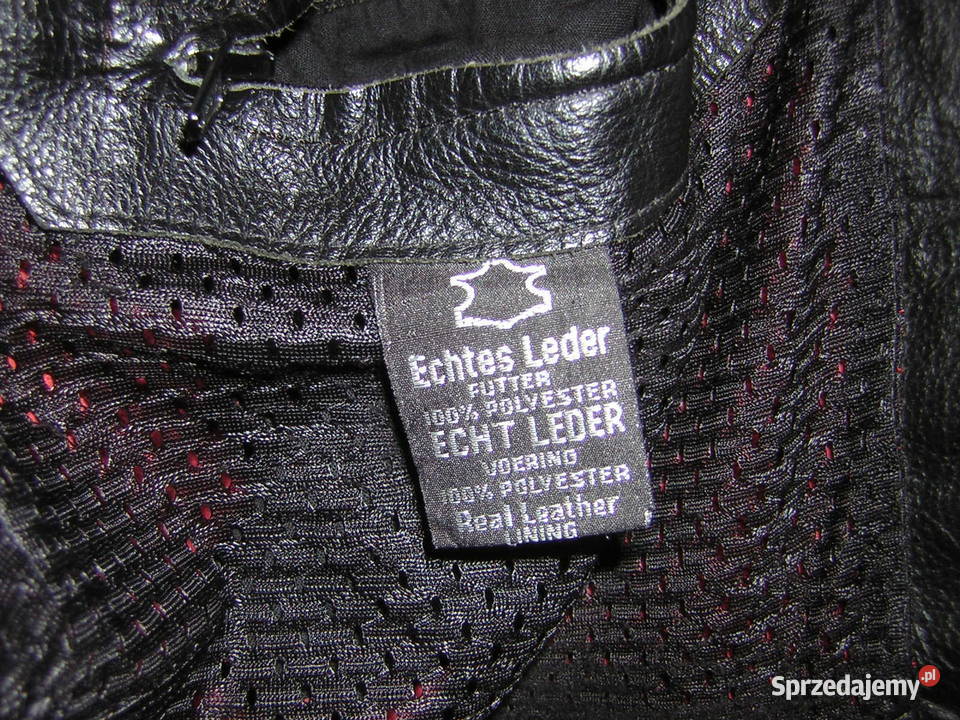 Echtes Leder
FUTTER
100% POLYESTER
ECHT LEDER
VOERING
100% POLYESTER
Real Leather
LINING
Sprzedajemy.pl